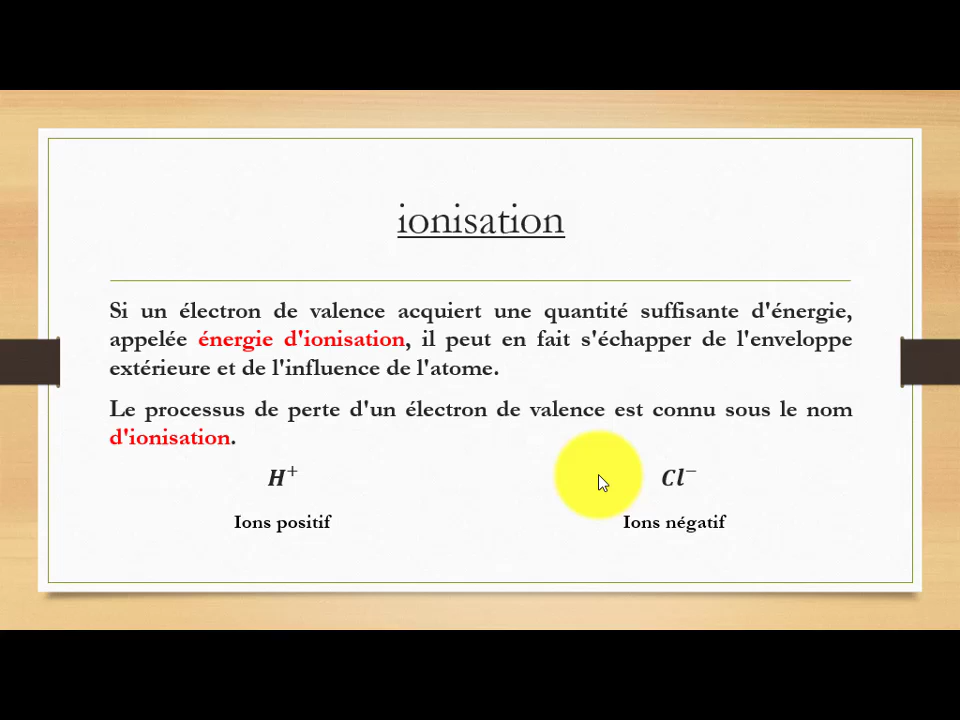 ionisation
Si un électron de valence acquiert une quantité suffisante d'énergie,
appelée énergie d'ionisation, il peut en fait s'échapper de l'enveloppe
extérieure et de l'influence de l'atome.
Le processus de perte d'un électron de valence est connu sous le nom
d'ionisation.
H⁺ Cl⁻
Ions positif Ions négatif